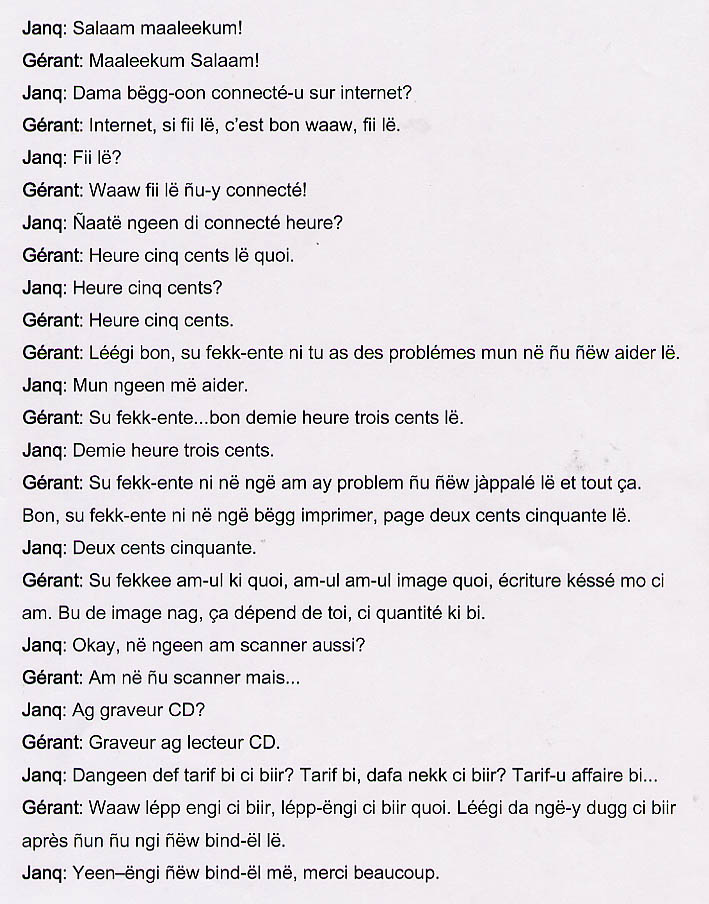 Janq: Salaam maaleekum!
Gérant: Maaleekum Salaam!
Janq: Dama bëgg-oon connecté-u sur internet?
Gérant: Internet, si fii lë, c'est bon waaw, fii lë.
Janq: Fii lë?
Gérant: Waaw fii lë ñu-y connecté!
Janq: Ñaatë ngeen di connecté heure?
Gérant: Heure cinq cents lë quoi.
Janq: Heure cinq cents?
Gérant: Heure cinq cents.
Gérant: Léégi bon, su fekk-ente ni tu as des problémes mun në ñu ñëw aider lë.
Janq: Mun ngeen më aider.
Gérant: Su fekk-ente...bon demie heure trois cents lë.
Janq: Demie heure trois cents.
Gérant: Su fekk-ente ni në ngë am ay problem ñu ñëw jàppalé lë et tout ça.
Bon, su fekk-ente ni në ngë bëgg imprimer, page deux cents cinquante lë.
Janq: Deux cents cinquante.
Gérant: Su fekkee am-ul ki quoi, am-ul am-ul image quoi, écriture késsé mo ci
am. Bu de image nag, ça dépend de toi, ci quantité ki bi.
Janq: Okay, në ngeen am scanner aussi?
Gérant: Am në ñu scanner mais...
Janq: Ag graveur CD?
Gérant: Graveur ag lecteur CD.
Janq: Dangeen def tarif bi ci biir? Tarif bi, dafa nekk ci biir? Tarif-u affaire bi...
Gérant: Waaw lépp engi ci biir, lépp-ëngi ci biir quoi. Léégi da ngë-y dugg ci biir
après ñun ñu ngi ñëw bind-ël lë.
Janq: Yeen–ëngi ñëw bind-ël më, merci beaucoup.